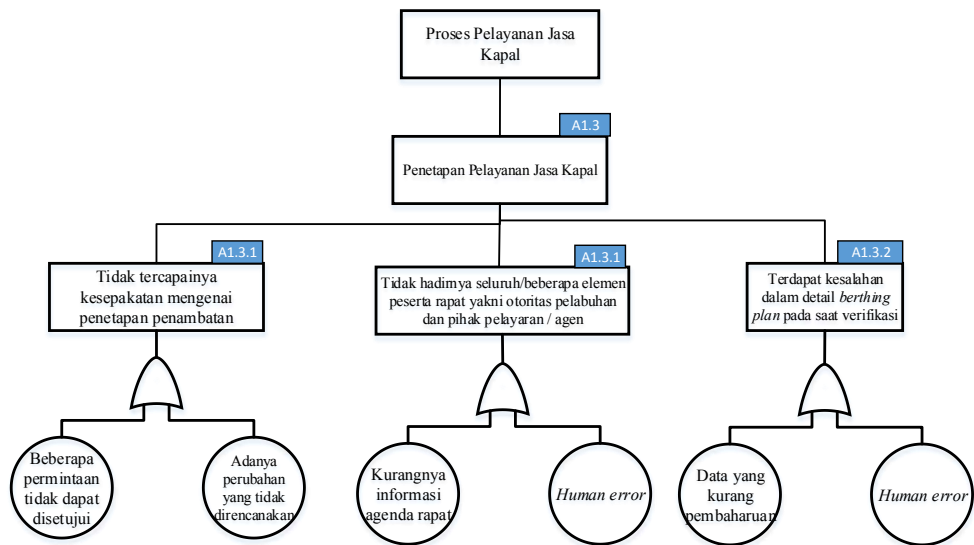 Proses Pelayanan Jasa
Kapal
A1.3
Penetapan Pelayanan Jasa Kapal
A1.3.1
Tidak tercapainya
kesepakatan mengenai
penetapan penambatan
A1.3.1
Tidak hadirnya seluruh/beberapa elemen
peserta rapat yakni otoritas pelabuhan
dan pihak pelayaran / agen
A1.3.2
Terdapat kesalahan
dalam detail berthing
plan pada saat verifikasi
Beberapa
permintaan
tidak dapat
disetujui
Adanya
perubahan
yang tidak
direncanakan
Kurangnya
informasi
agenda rapat
Human error
Data yang
kurang
pembaharuan
Human error